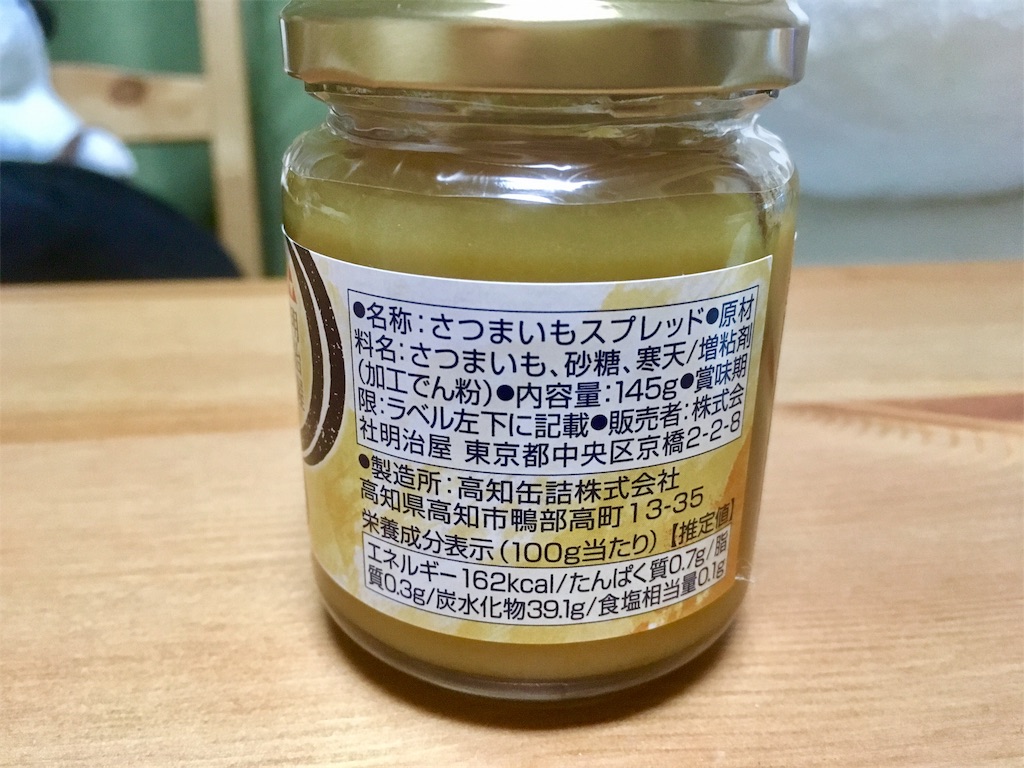 ●名称：さつまいもスプレッド●原材
料名：さつまいも、砂糖、寒天/増粘剤
(加工でん粉)●内容量：145g●賞味期
限：ラベル左下に記載●販売者：株式会
社明治屋 東京都中央区京橋2-2-8
●製造所：高知缶詰株式会社
高知県高知市鴨部高町13-35
栄養成分表示(100g当たり)【推定値】
エネルギー162kcal/たんぱく質0.7g/脂
質0.3g/炭水化物39.1g/食塩相当量0.1g